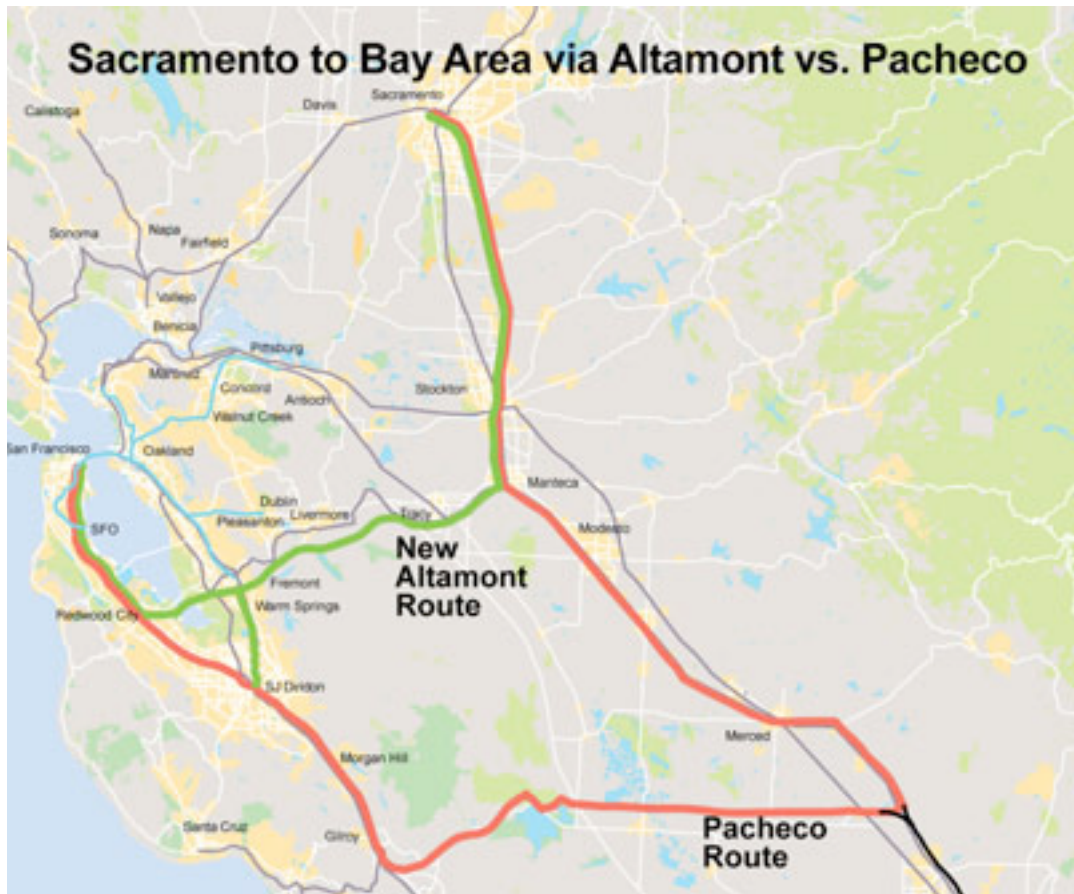 Sacramento to Bay Area via Altamont vs. Pacheco
Sacramento
Davis
Calistoga
Napa
Sonoma
Fairfield
Vallejo
Benicia
Martinez
Pittsburg
Concord
Antioch
Stockton
Walnut Creek
San Francisco
Oakland
Manteca
Dublin
Livermore
Tracy
Pleasanton
SFO
Modesto
New
Altamont
Route
Fremont
Warm Springs
Redwood City
SJ Diridon
Merced
Morgan Hill
Santa Cruz
Gilroy
Pacheco
Route